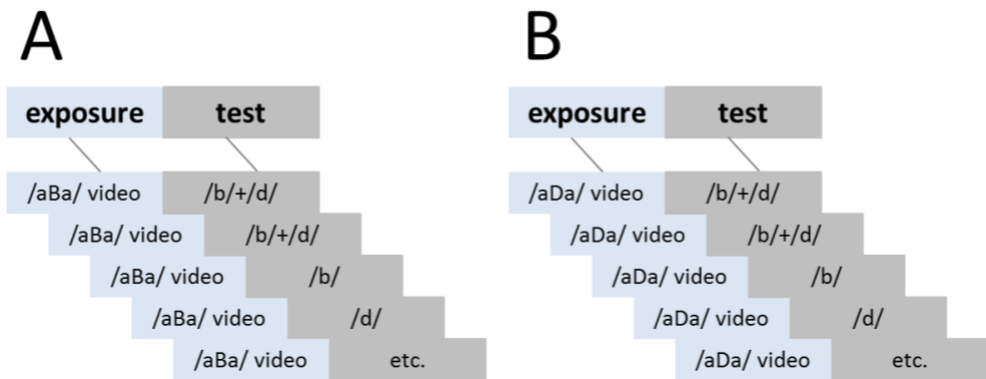 A
exposure test
/aBa/ video /b/+/d/
/aBa/ video /b/+/d/
/aBa/ video /b/
/aBa/ video /d/
/aBa/ video etc.
B
exposure test
/aDa/ video /b/+/d/
/aDa/ video /b/+/d/
/aDa/ video /b/
/aDa/ video /d/
/aDa/ video etc.